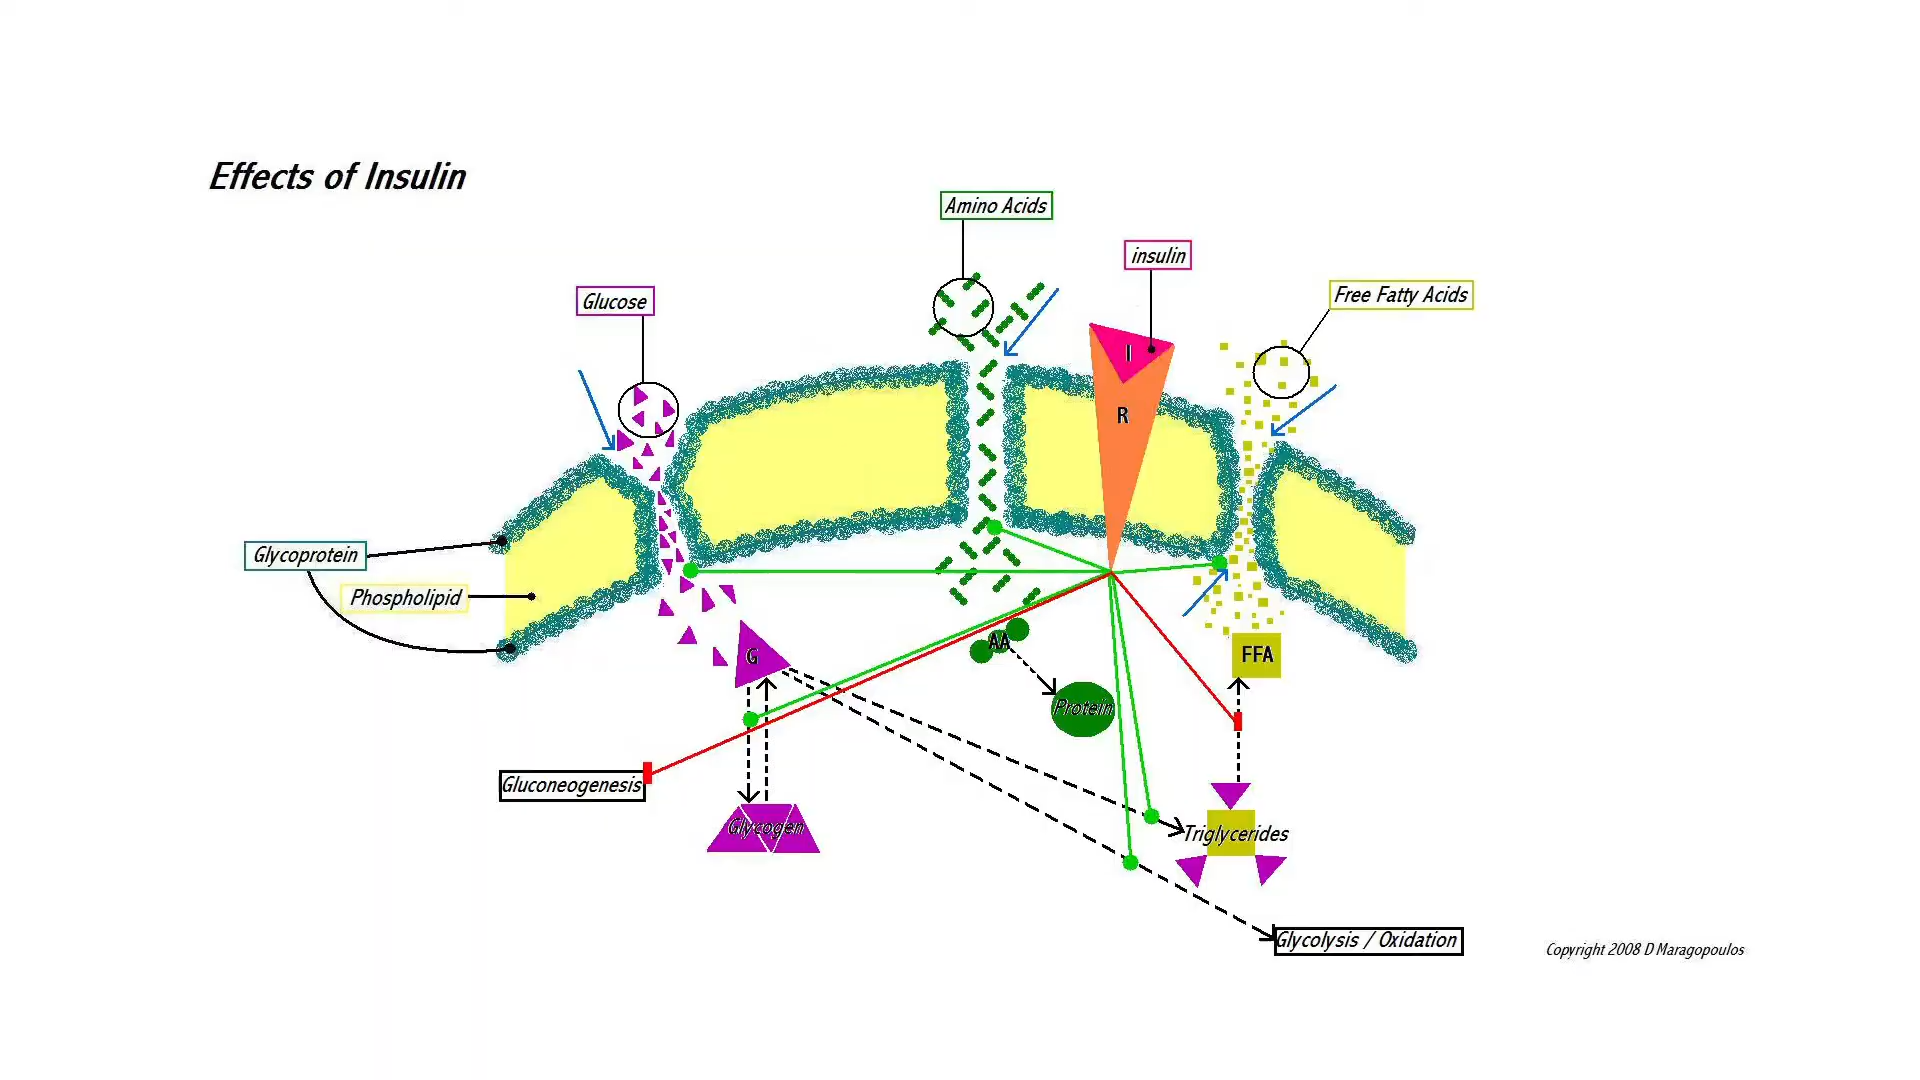 Effects of Insulin
Amino Acids
insulin
Free Fatty Acids
Glucose
I
R
Glycoprotein
Phospholipid
AA
G
FFA
Protein
Gluconeogenesis
Glycogen
Triglycerides
Glycolysis / Oxidation
Copyright 2008 D Maragopoulos